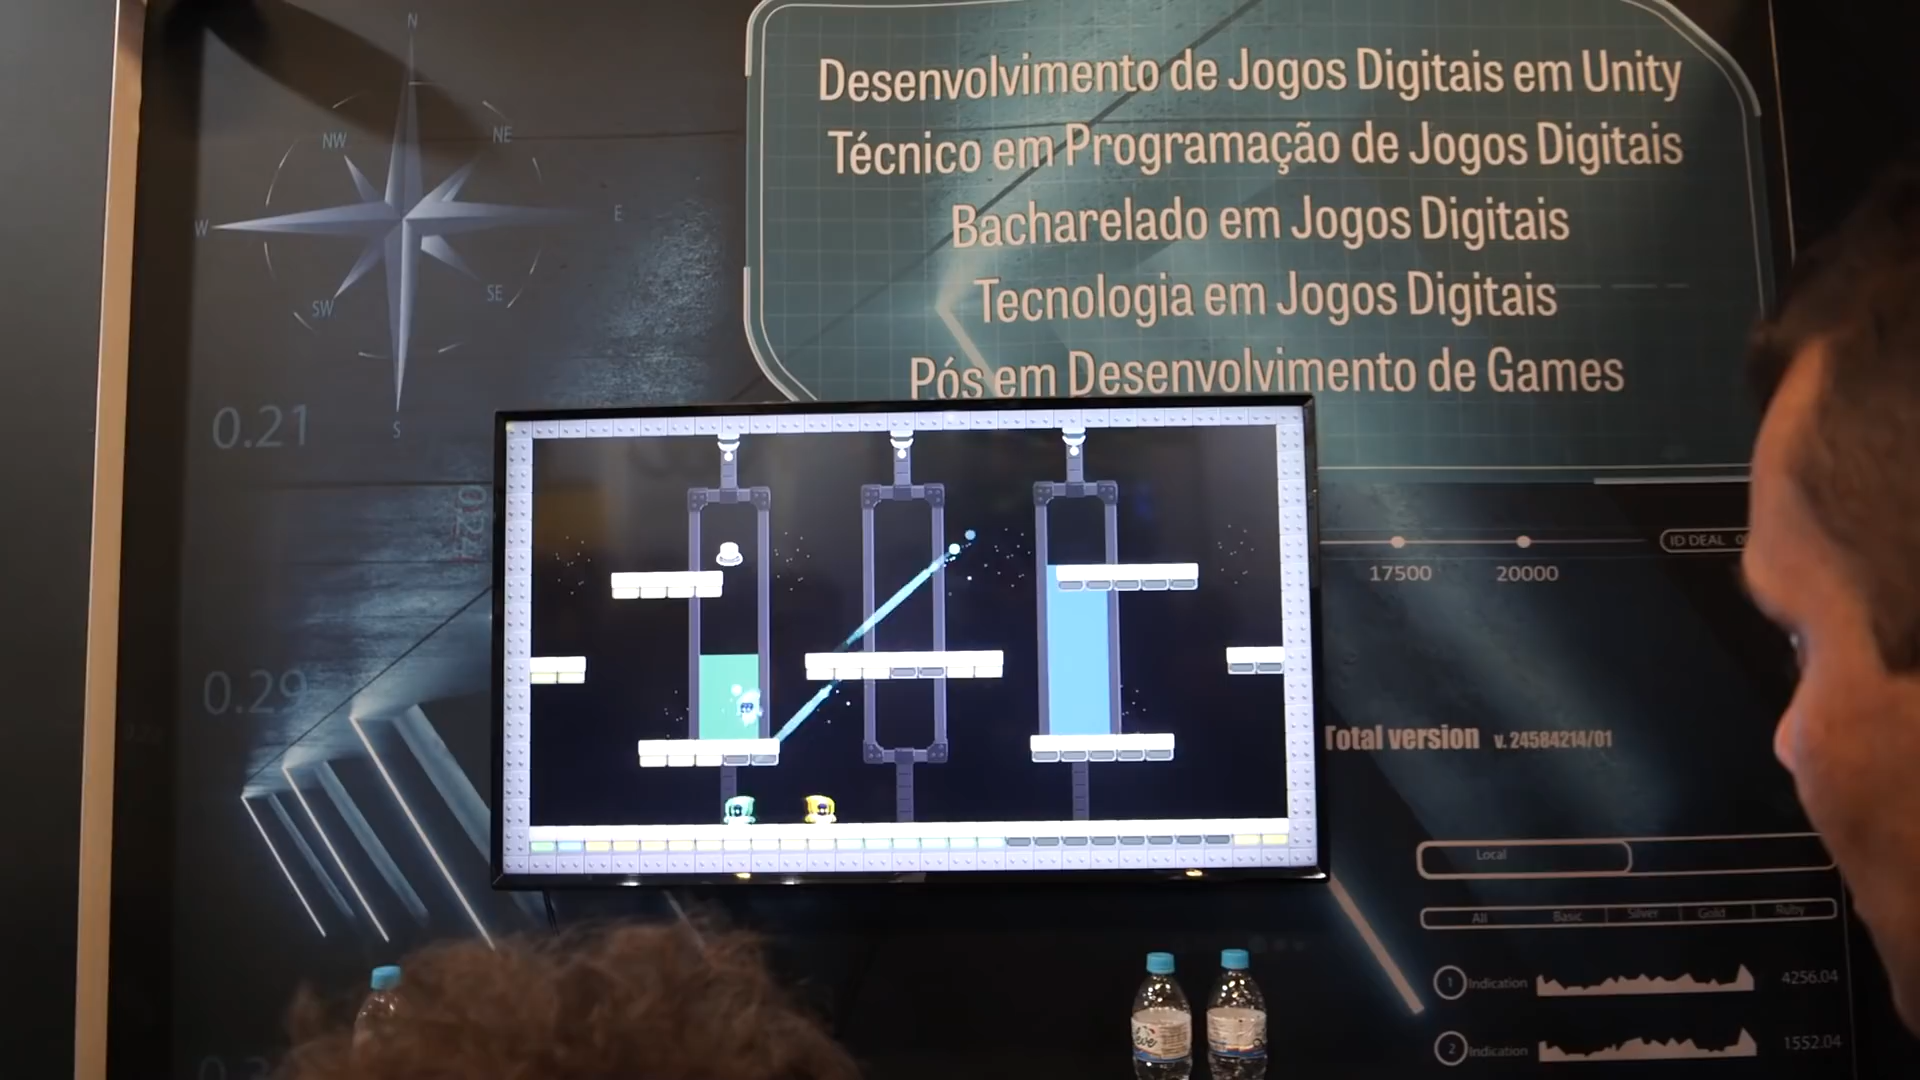 N
NW
NE
W
E
SW
SE
S
Desenvolvimento de Jogos Digitais em Unity
Técnico em Programação de Jogos Digitais
Bacharelado em Jogos Digitais
Tecnologia em Jogos Digitais
Pós em Desenvolvimento de Games
0.21
0.29
ID DEAL
17500
20000
Total version v. 24584214/01
Local
All Basic Silver Gold Ruby
1 Indication 4256.04
2 Indication 1552.04